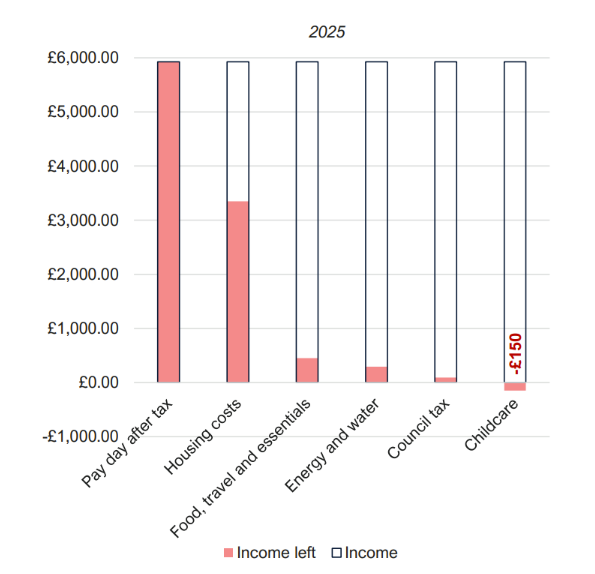 2025
£6,000.00
£5,000.00
£4,000.00
£3,000.00
£2,000.00
£1,000.00
£0.00
-£1,000.00
-£150
Pay day after tax
Housing costs
Food, travel and essentials
Energy and water
Council tax
Childcare
Income left
Income